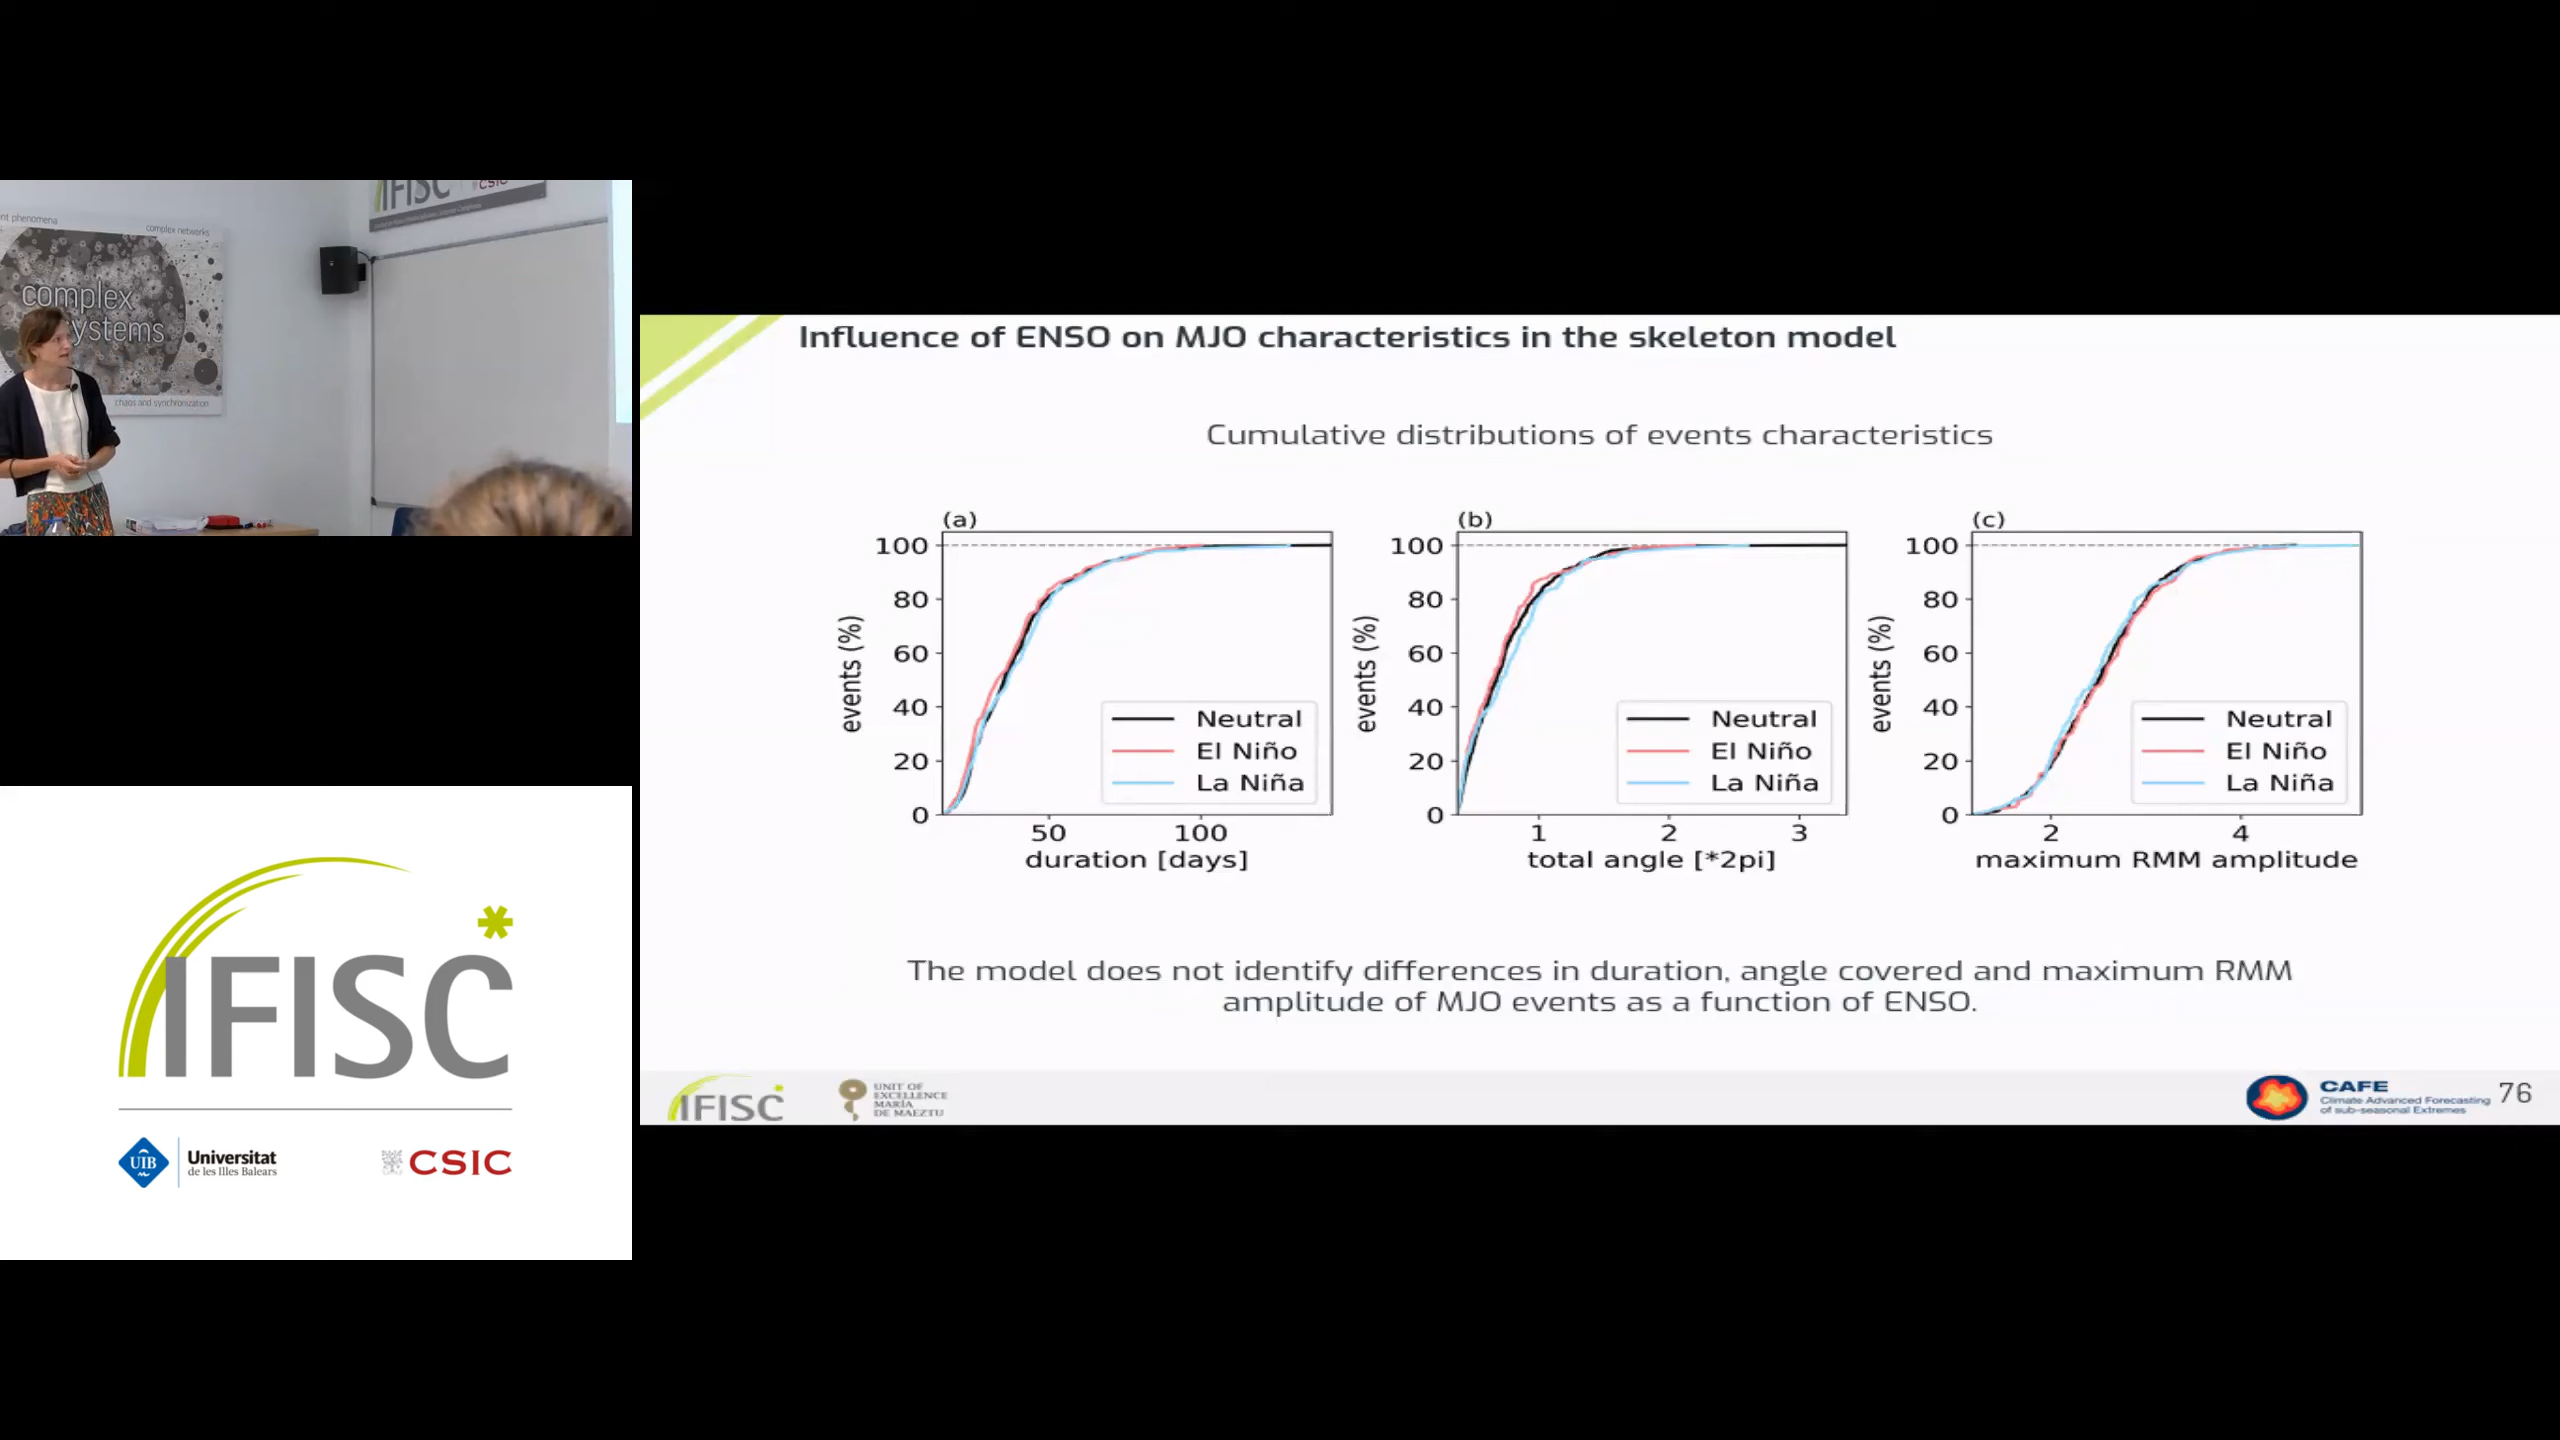 nt phenomena
complex networks
complex
systems
chaos and synchronization
IFISC
CSIC
IFISC
UIB
Universitat
de les Illes Balears
CSIC
Influence of ENSO on MJO characteristics in the skeleton model
Cumulative distributions of events characteristics
(a)
100
80
60
40
20
0
events (%)
50
100
duration [days]
Neutral
El Niño
La Niña
(b)
100
80
60
40
20
0
events (%)
1
2
3
total angle [*2pi]
Neutral
El Niño
La Niña
(c)
100
80
60
40
20
0
events (%)
2
4
maximum RMM amplitude
Neutral
El Niño
La Niña
The model does not identify differences in duration, angle covered and maximum RMM
amplitude of MJO events as a function of ENSO.
IFISC
UNIT OF
EXCELLENCE
MARÍA
DE MAEZTU
CAFE
Climate Advanced Forecasting
of sub-seasonal Extremes
76